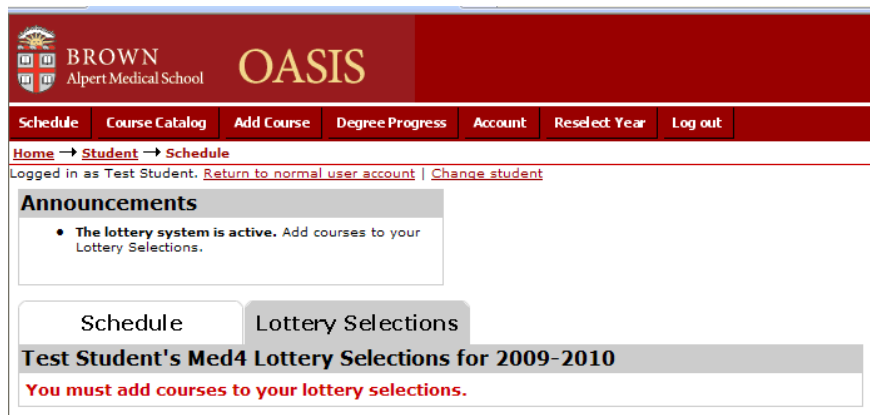 BROWN
Alpert Medical School
OASIS
Schedule Course Catalog Add Course Degree Progress Account Reselect Year Log out
Home → Student → Schedule
Logged in as Test Student. Return to normal user account | Change student
Announcements
• The lottery system is active. Add courses to your
Lottery Selections.
Schedule Lottery Selections
Test Student's Med4 Lottery Selections for 2009-2010
You must add courses to your lottery selections.